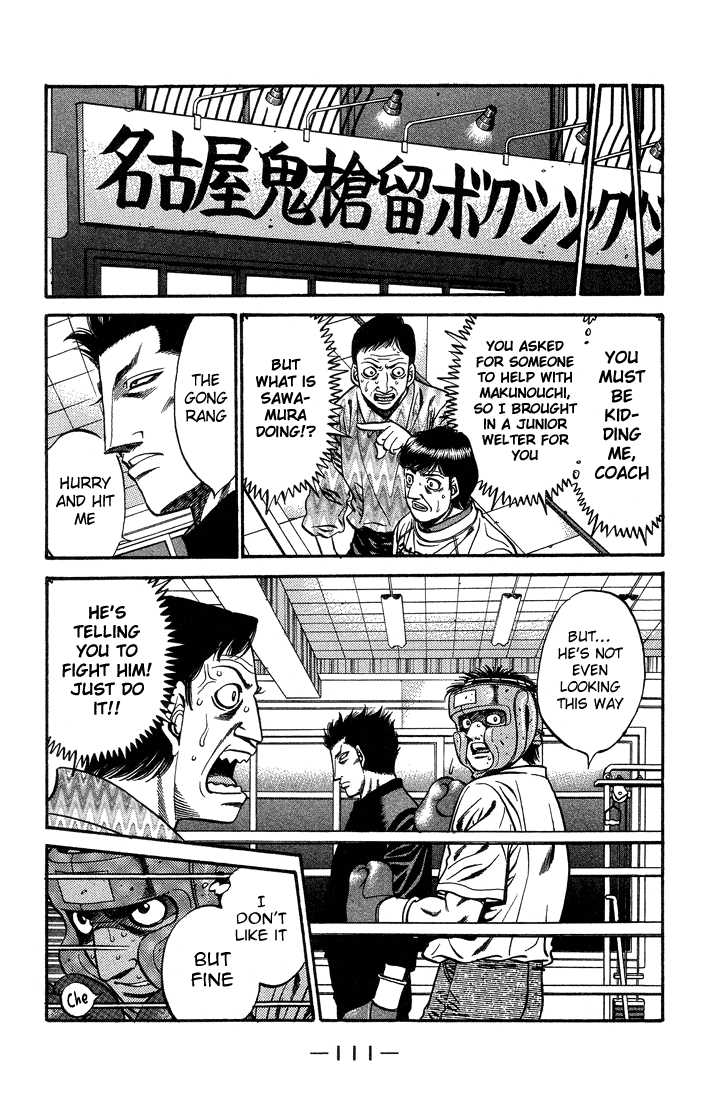 名古屋鬼槍留ボクシングジ
YOU
MUST
BE
KID-
DING
ME,
COACH
YOU ASKED
FOR SOMEONE
TO HELP WITH
MAKUNOUCHI,
SO I BROUGHT
IN A JUNIOR
WELTER FOR
YOU
BUT
WHAT IS
SAWA-
MURA
DOING!?
THE
GONG
RANG
HURRY
AND HIT
ME
BUT...
HE'S NOT
EVEN
LOOKING
THIS WAY
HE'S
TELLING
YOU TO
FIGHT HIM!
JUST DO
IT!!
I
DON'T
LIKE IT
BUT
FINE
Che
—111—